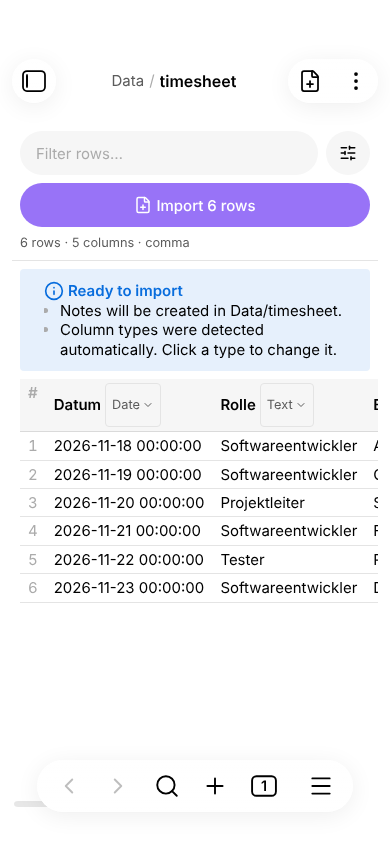 Data / timesheet
Filter rows...
Import 6 rows
6 rows · 5 columns · comma
Ready to import
Notes will be created in Data/timesheet.
Column types were detected
automatically. Click a type to change it.
# Datum Date Rolle Text
1 2026-11-18 00:00:00 Softwareentwickler
2 2026-11-19 00:00:00 Softwareentwickler
3 2026-11-20 00:00:00 Projektleiter
4 2026-11-21 00:00:00 Softwareentwickler
5 2026-11-22 00:00:00 Tester
6 2026-11-23 00:00:00 Softwareentwickler
1